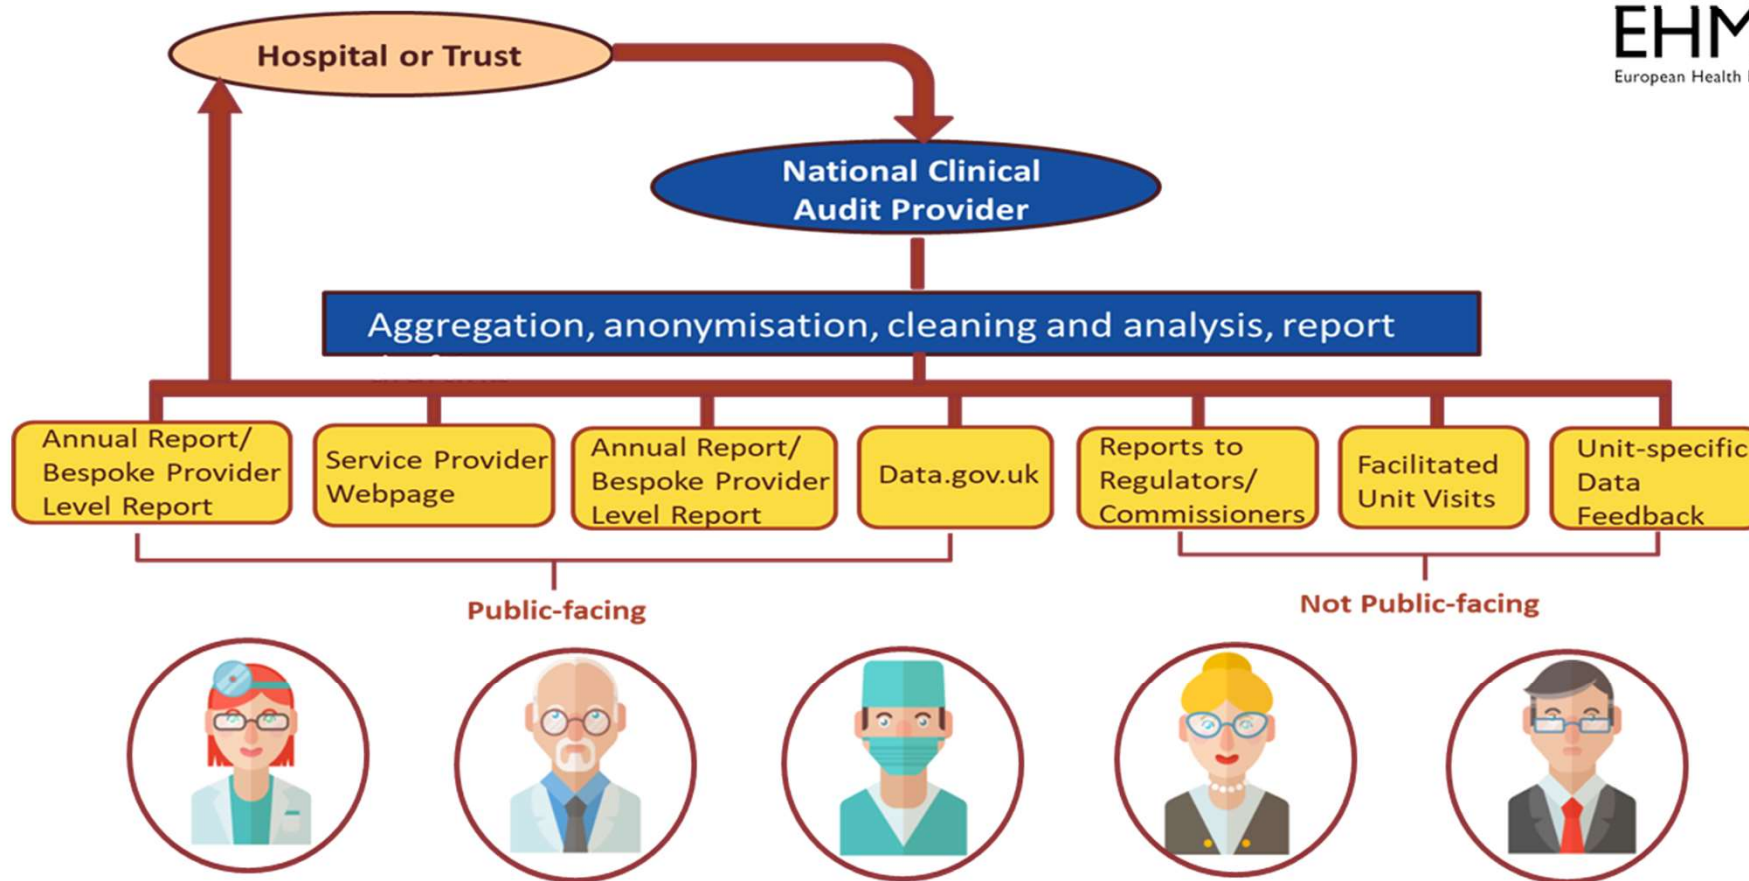 EHM
European Health
Hospital or Trust
National Clinical
Audit Provider
Aggregation, anonymisation, cleaning and analysis, report
Annual Report/
Bespoke Provider
Level Report
Service Provider
Webpage
Annual Report/
Bespoke Provider
Level Report
Data.gov.uk
Reports to
Regulators/
Commissioners
Facilitated
Unit Visits
Unit-specific
Data
Feedback
Public-facing
Not Public-facing